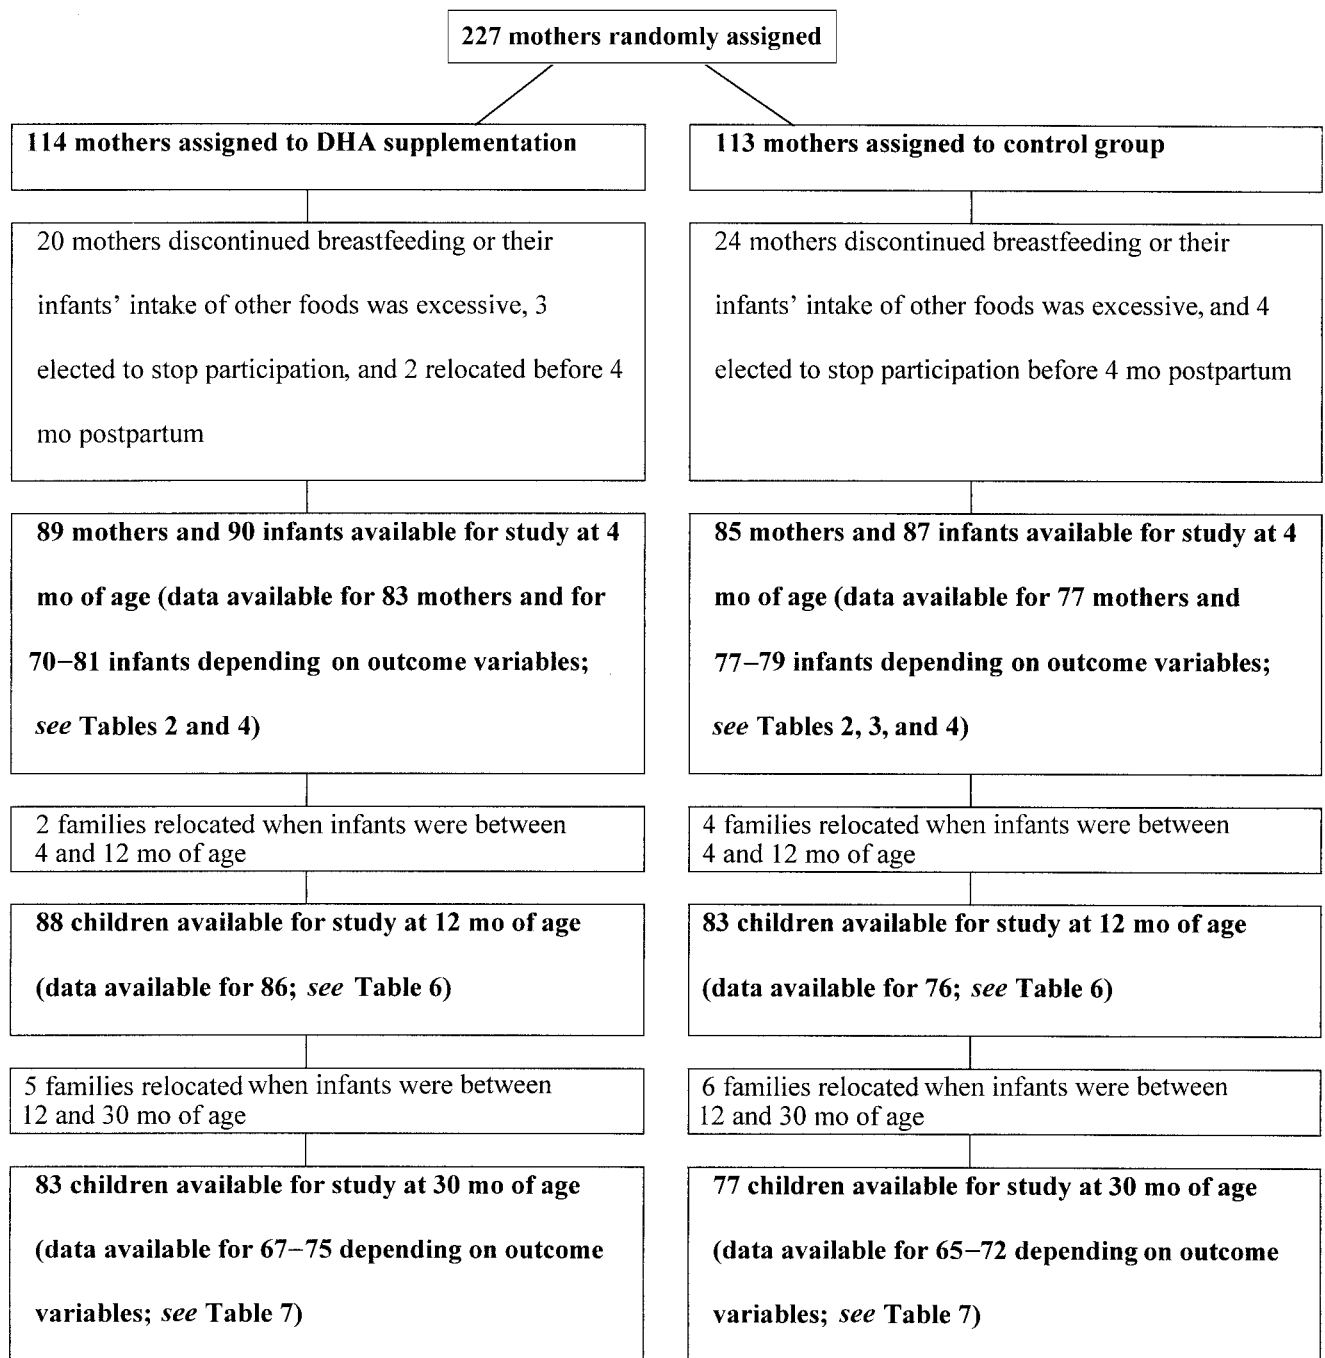 227 mothers randomly assigned
114 mothers assigned to DHA supplementation
113 mothers assigned to control group
20 mothers discontinued breastfeeding or their
infants’ intake of other foods was excessive, 3
elected to stop participation, and 2 relocated before 4
mo postpartum
24 mothers discontinued breastfeeding or their
infants’ intake of other foods was excessive, and 4
elected to stop participation before 4 mo postpartum
89 mothers and 90 infants available for study at 4
mo of age (data available for 83 mothers and for
70–81 infants depending on outcome variables;
see Tables 2 and 4)
85 mothers and 87 infants available for study at 4
mo of age (data available for 77 mothers and
77–79 infants depending on outcome variables;
see Tables 2, 3, and 4)
2 families relocated when infants were between
4 and 12 mo of age
4 families relocated when infants were between
4 and 12 mo of age
88 children available for study at 12 mo of age
(data available for 86; see Table 6)
83 children available for study at 12 mo of age
(data available for 76; see Table 6)
5 families relocated when infants were between
12 and 30 mo of age
6 families relocated when infants were between
12 and 30 mo of age
83 children available for study at 30 mo of age
(data available for 67–75 depending on outcome
variables; see Table 7)
77 children available for study at 30 mo of age
(data available for 65–72 depending on outcome
variables; see Table 7)